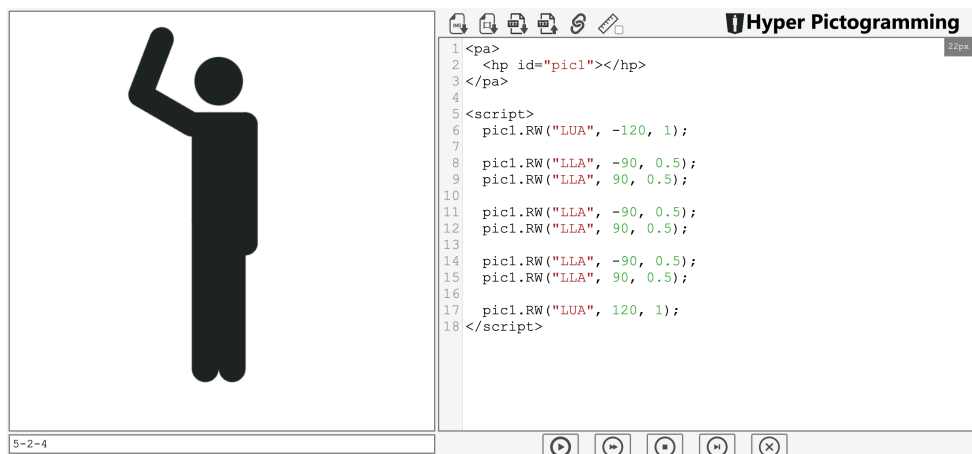 IMG TXT TXT
Hyper Pictogramming
22px
1 <pa>
2   <hp id="pic1"></hp>
3 </pa>
4
5 <script>
6   pic1.RW("LUA", -120, 1);
7
8   pic1.RW("LLA", -90, 0.5);
9   pic1.RW("LLA", 90, 0.5);
10
11   pic1.RW("LLA", -90, 0.5);
12   pic1.RW("LLA", 90, 0.5);
13
14   pic1.RW("LLA", -90, 0.5);
15   pic1.RW("LLA", 90, 0.5);
16
17   pic1.RW("LUA", 120, 1);
18 </script>
5-2-4